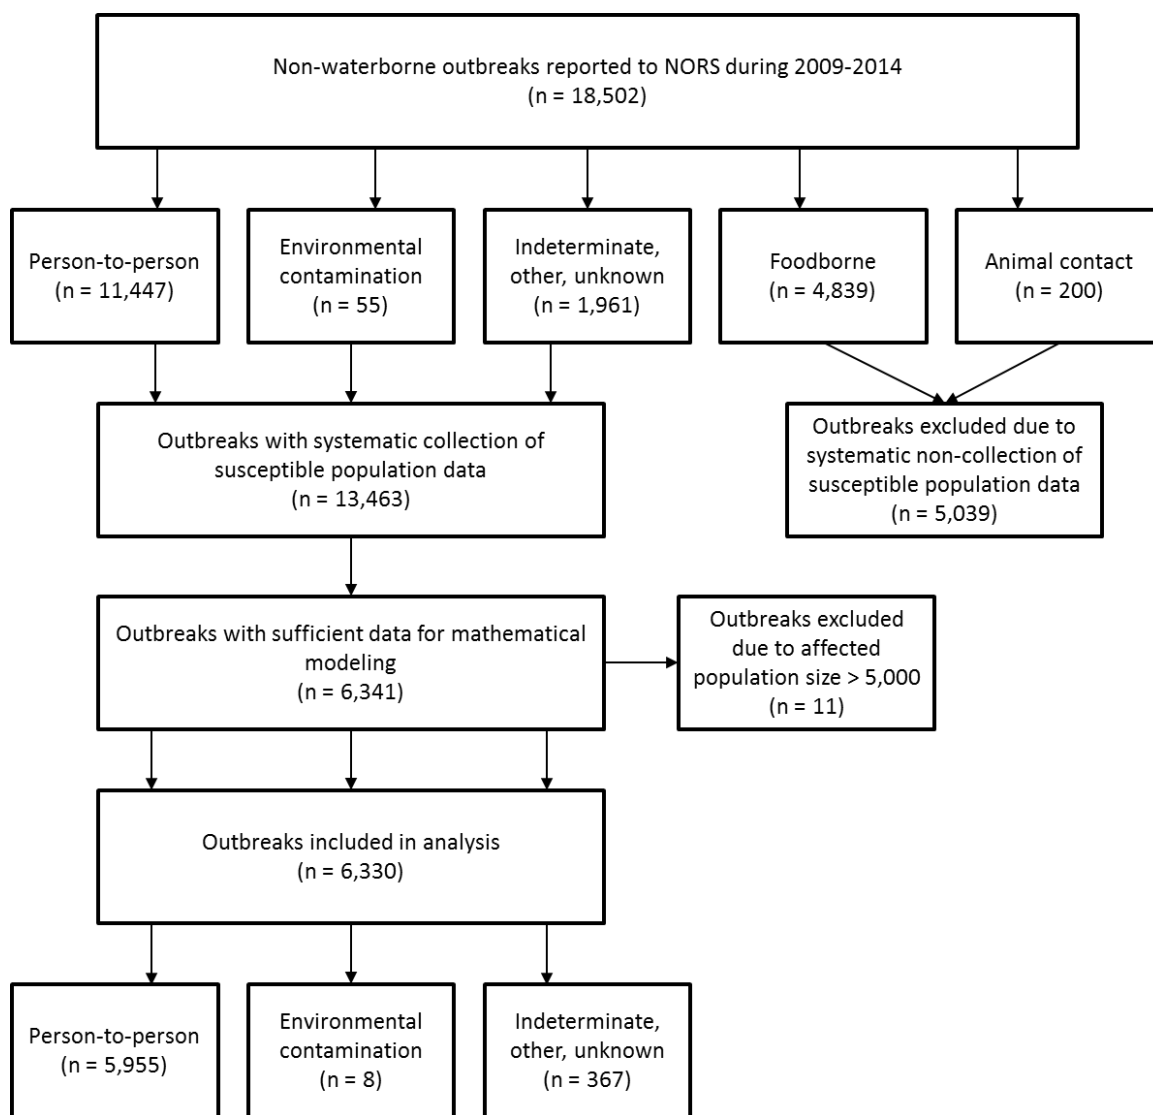 Non-waterborne outbreaks reported to NORS during 2009-2014
(n = 18,502)
Person-to-person
(n = 11,447)
Environmental
contamination
(n = 55)
Indeterminate,
other, unknown
(n = 1,961)
Foodborne
(n = 4,839)
Animal contact
(n = 200)
Outbreaks with systematic collection of
susceptible population data
(n = 13,463)
Outbreaks excluded due to
systematic non-collection of
susceptible population data
(n = 5,039)
Outbreaks with sufficient data for mathematical
modeling
(n = 6,341)
Outbreaks excluded
due to affected
population size > 5,000
(n = 11)
Outbreaks included in analysis
(n = 6,330)
Person-to-person
(n = 5,955)
Environmental
contamination
(n = 8)
Indeterminate,
other, unknown
(n = 367)